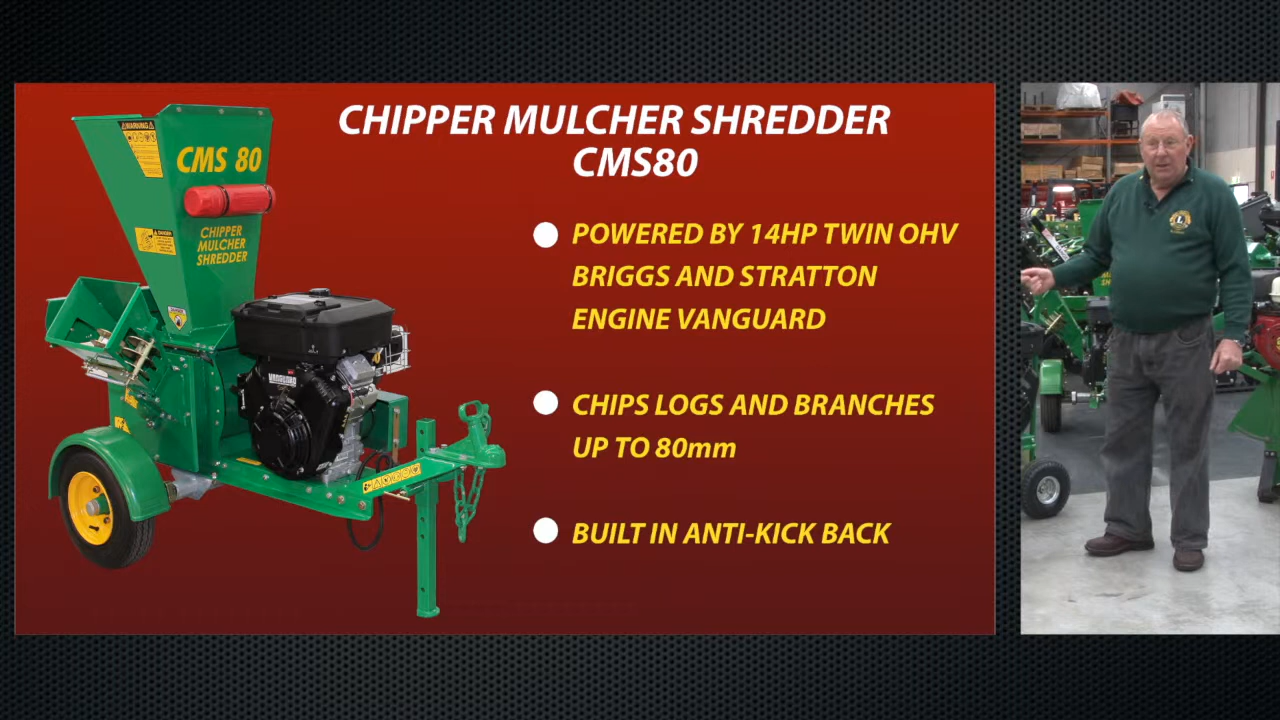 CHIPPER MULCHER SHREDDER
CMS80
POWERED BY 14HP TWIN OHV
BRIGGS AND STRATTON
ENGINE VANGUARD
CHIPS LOGS AND BRANCHES
UP TO 80mm
BUILT IN ANTI-KICK BACK
WARNING
CMS 80
CHIPPER
MULCHER
SHREDDER
VANGUARD
L